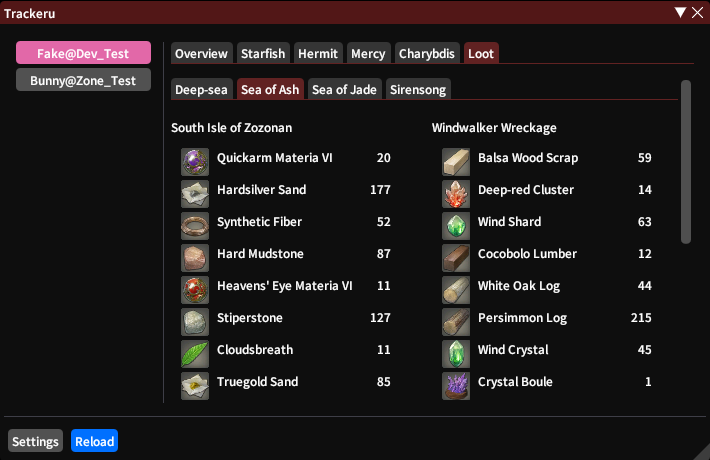 Trackeru
Fake@Dev_Test
Bunny@Zone_Test
Overview Starfish Hermit Mercy Charybdis Loot
Deep-sea Sea of Ash Sea of Jade Sirensong
South Isle of Zozonan
Quickarm Materia VI 20
Hardsilver Sand 177
Synthetic Fiber 52
Hard Mudstone 87
Heavens' Eye Materia VI 11
Stiperstone 127
Cloudsbreath 11
Truegold Sand 85
Windwalker Wreckage
Balsa Wood Scrap 59
Deep-red Cluster 14
Wind Shard 63
Cocobolo Lumber 12
White Oak Log 44
Persimmon Log 215
Wind Crystal 45
Crystal Boule 1
Settings Reload